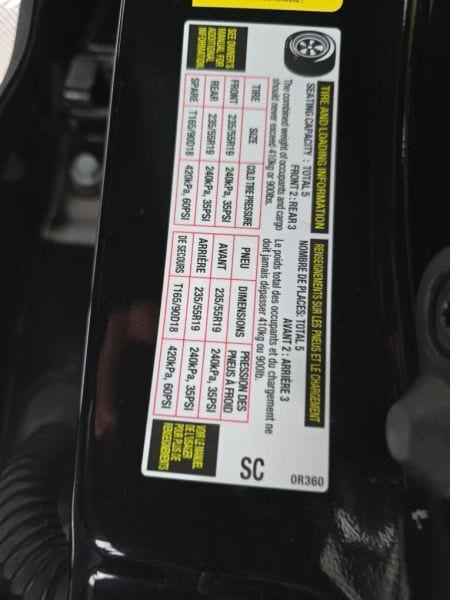 TIRE AND LOADING INFORMATION
SEATING CAPACITY : TOTAL 5
FRONT 2 : REAR 3
The combined weight of occupants and cargo
should never exceed 410kg or 900lbs.
TIRE SIZE COLD TIRE PRESSURE
FRONT 235/55R19 240kPa, 35PSI
REAR 235/55R19 240kPa, 35PSI
SPARE T165/90D18 420kPa, 60PSI
SEE OWNER'S
MANUAL FOR
ADDITIONAL
INFORMATION
RENSEIGNEMENTS SUR LES PNEUS ET LE CHARGEMENT
NOMBRE DE PLACES: TOTAL 5
AVANT 2 : ARRIÈRE 3
Le poids total des occupants et du chargement ne
doit jamais dépasser 410kg ou 900lb.
PNEU DIMENSIONS PRESSION DES
PNEUS À FROID
AVANT 235/55R19 240kPa, 35PSI
ARRIÈRE 235/55R19 240kPa, 35PSI
DE SECOURS T165/90D18 420kPa, 60PSI
VOIR LE MANUEL
DE L'USAGER
POUR PLUS DE
RENSEIGNEMENTS
SC
0R360